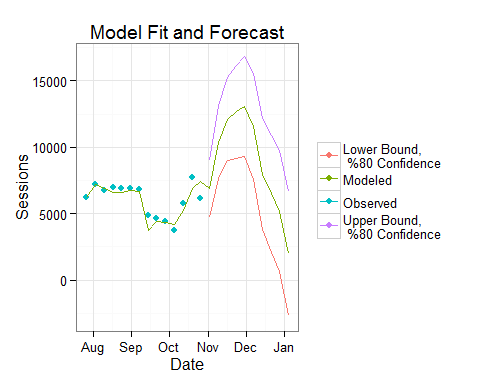 Model Fit and Forecast
Sessions
15000
10000
5000
0
Aug Sep Oct Nov Dec Jan
Date
Lower Bound,
%80 Confidence
Modeled
Observed
Upper Bound,
%80 Confidence